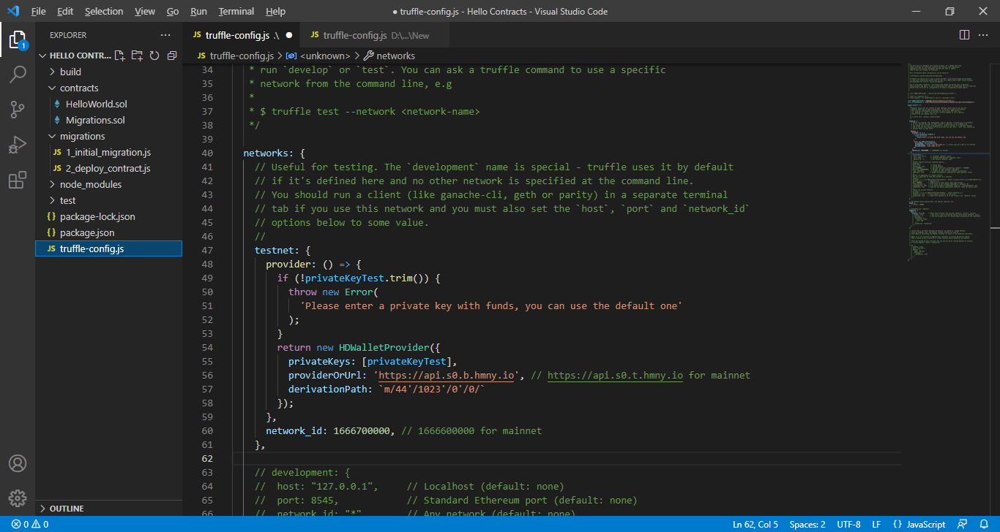 File Edit Selection View Go Run Terminal Help
● truffle-config.js - Hello Contracts - Visual Studio Code
1
EXPLORER
HELLO CONTR...
build
contracts
HelloWorld.sol
Migrations.sol
migrations
JS 1_initial_migration.js
JS 2_deploy_contract.js
node_modules
test
{} package-lock.json
{} package.json
JS truffle-config.js
OUTLINE
JS truffle-config.js .\ ●
JS truffle-config.js D:\...\New
JS truffle-config.js > <unknown> > networks
34 * run `develop` or `test`. You can ask a truffle command to use a specific
35 * network from the command line, e.g
36 *
37 * $ truffle test --network <network-name>
38 */
39
40 networks: {
41 // Useful for testing. The `development` name is special - truffle uses it by default
42 // if it's defined here and no other network is specified at the command line.
43 // You should run a client (like ganache-cli, geth or parity) in a separate terminal
44 // tab if you use this network and you must also set the `host`, `port` and `network_id`
45 // options below to some value.
46 //
47 testnet: {
48 provider: () => {
49 if (!privateKeyTest.trim()) {
50 throw new Error(
51 'Please enter a private key with funds, you can use the default one'
52 );
53 }
54 return new HDWalletProvider({
55 privateKeys: [privateKeyTest],
56 providerOrUrl: 'https://api.s0.b.hmny.io', // https://api.s0.t.hmny.io for mainnet
57 derivationPath: `m/44'/1023'/0'/0/`
58 });
59 },
60 network_id: 1666700000, // 1666600000 for mainnet
61 },
62
63 // development: {
64 // host: "127.0.0.1", // Localhost (default: none)
65 // port: 8545, // Standard Ethereum port (default: none)
66 // network_id: "*" // Any network (default: none)
0 0
Ln 62, Col 5 Spaces: 2 UTF-8 LF {} JavaScript